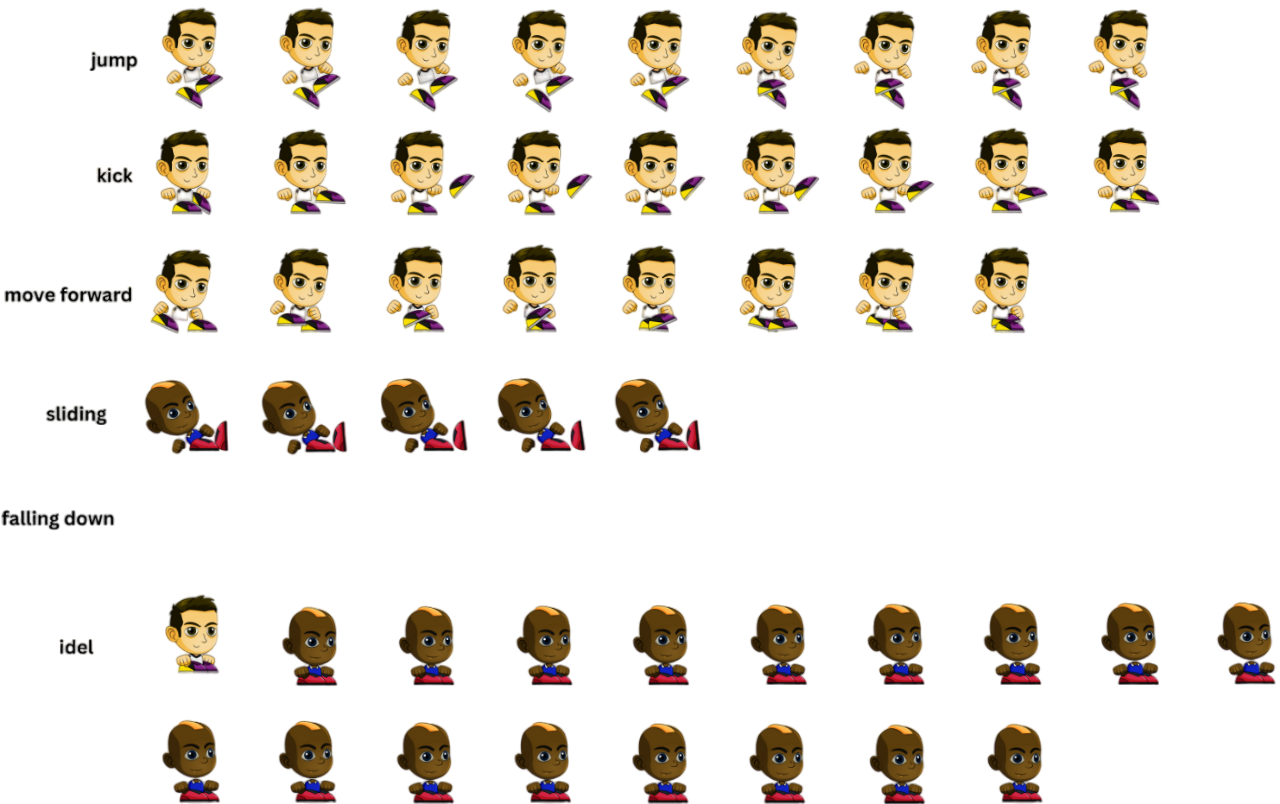 jump
kick
move forward
sliding
falling down
idel